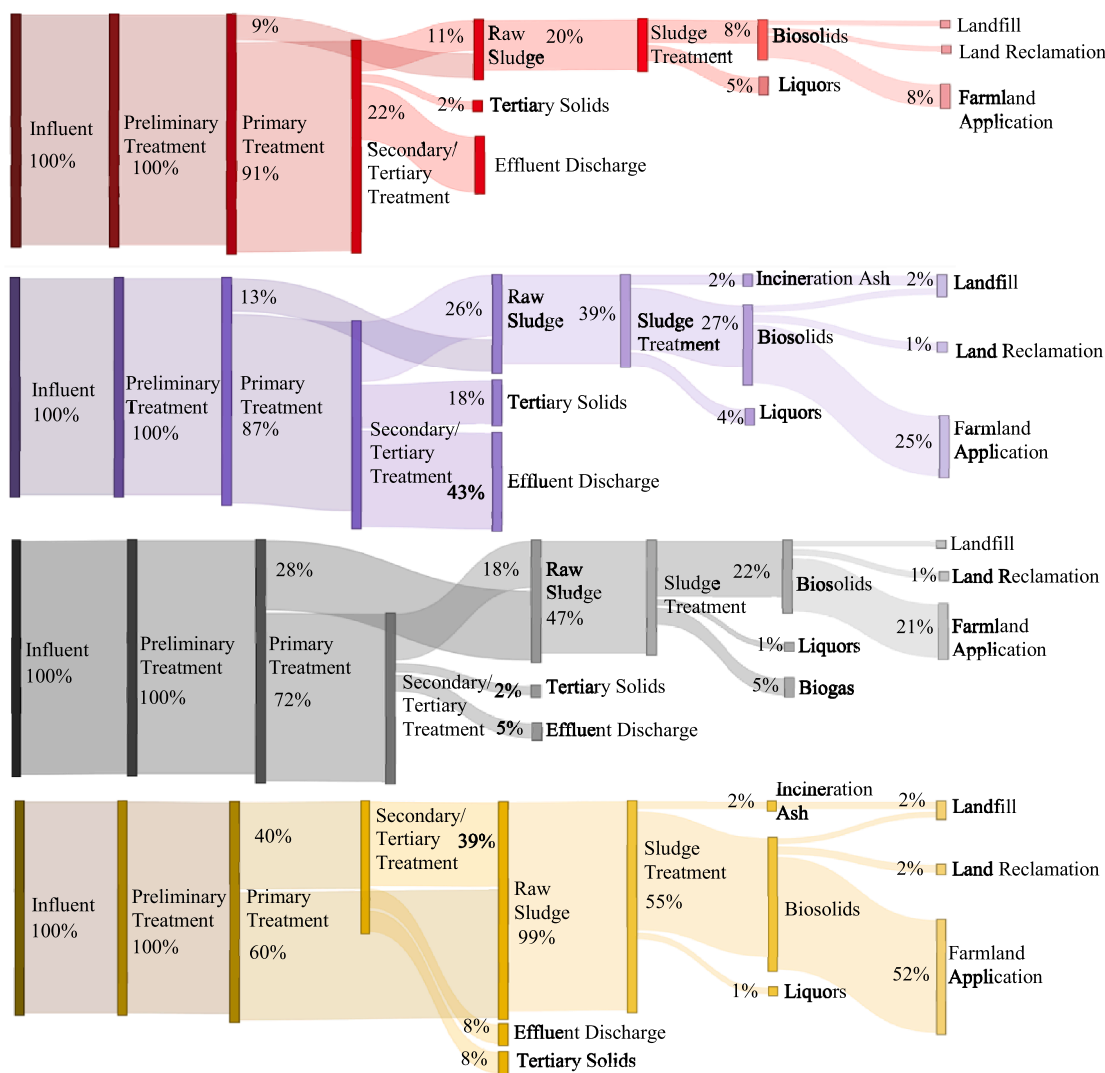 Influent
100%
Preliminary
Treatment
100%
Primary
Treatment
91%
9%
Secondary/
Tertiary
Treatment
11%
Raw
Sludge
20%
2%
Tertiary Solids
22%
Effluent Discharge
Sludge
Treatment
8%
Biosolids
5%
Liquors
Landfill
Land Reclamation
8%
Farmland
Application
Influent
100%
Preliminary
Treatment
100%
Primary
Treatment
87%
13%
Secondary/
Tertiary
Treatment
26%
Raw
Sludge
39%
18%
Tertiary Solids
43%
Effluent Discharge
Sludge
Treatment
2%
Incineration Ash
27%
Biosolids
4%
Liquors
2%
Landfill
1%
Land Reclamation
25%
Farmland
Application
Influent
100%
Preliminary
Treatment
100%
Primary
Treatment
72%
28%
Secondary/
Tertiary
Treatment
18%
Raw
Sludge
47%
2%
Tertiary Solids
5%
Effluent Discharge
Sludge
Treatment
22%
Biosolids
1%
Liquors
5%
Biogas
Landfill
1%
Land Reclamation
21%
Farmland
Application
Influent
100%
Preliminary
Treatment
100%
Primary
Treatment
60%
40%
Secondary/
Tertiary
Treatment
39%
Raw
Sludge
99%
8%
Effluent Discharge
8%
Tertiary Solids
Sludge
Treatment
55%
2%
Incineration
Ash
Biosolids
1%
Liquors
2%
Landfill
2%
Land Reclamation
52%
Farmland
Application